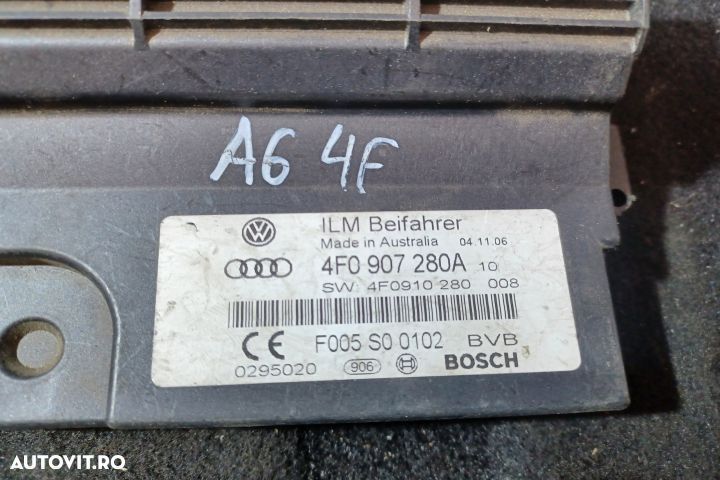 A6 4F
ILM Beifahrer
Made in Australia 04.11.06
4F0 907 280A 10
SW: 4F0910 280 008
F005 S0 0102 BVB
CE
0295020 906 BOSCH
AUTOVIT.RO